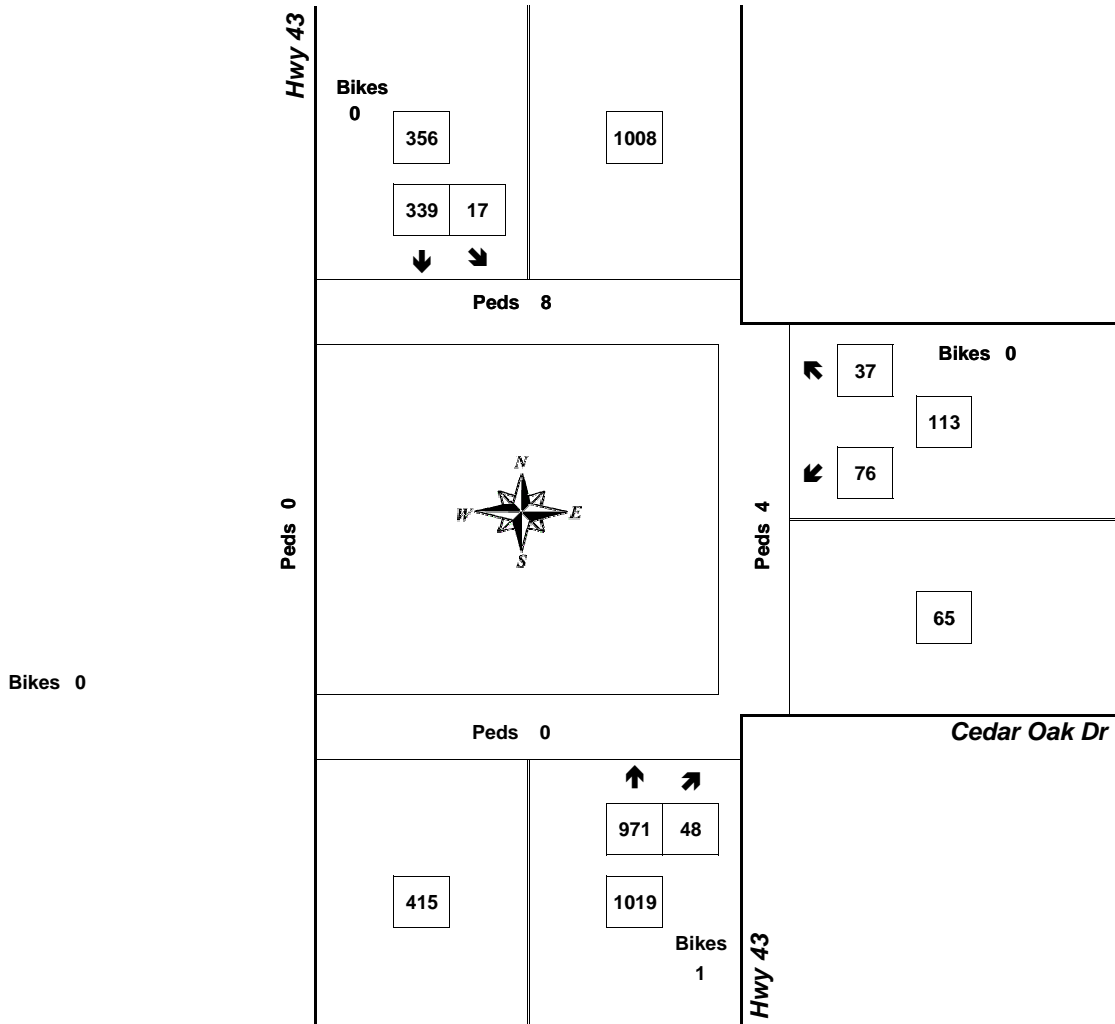 Hwy 43
Bikes
0
356
1008
339 17
Peds 8
Bikes 0
37
113
76
N
W E
S
Peds 0
Peds 4
65
Bikes 0
Peds 0
Cedar Oak Dr
971 48
415
1019
Bikes
1
Hwy 43